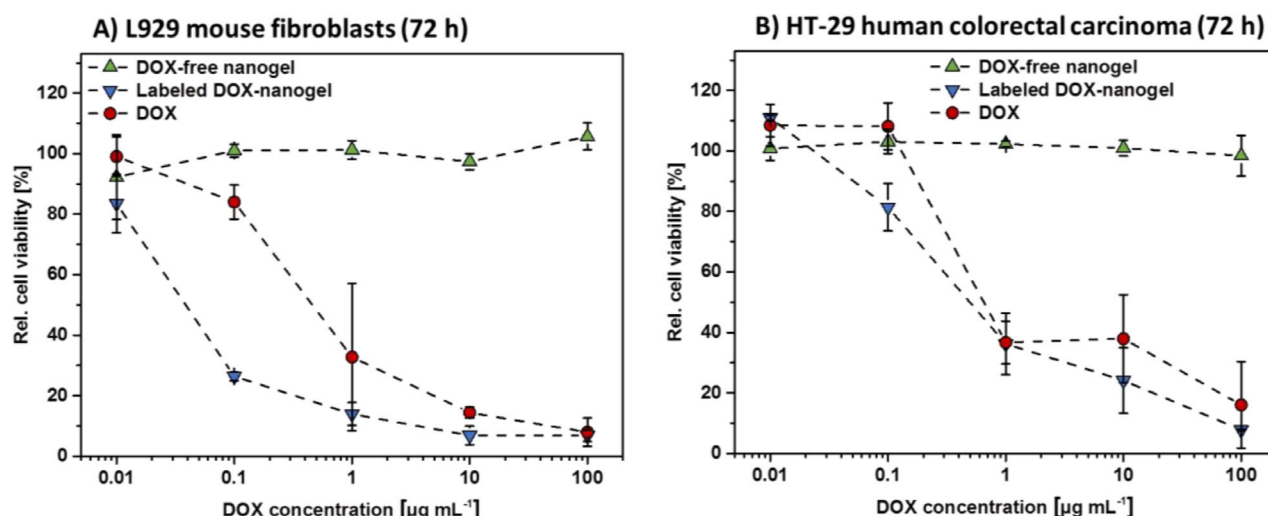 A) L929 mouse fibroblasts (72 h)
DOX-free nanogel
Labeled DOX-nanogel
DOX
Rel. cell viability [%]
120
100
80
60
40
20
0
0.01 0.1 1 10 100
DOX concentration [µg mL⁻¹]
B) HT-29 human colorectal carcinoma (72 h)
DOX-free nanogel
Labeled DOX-nanogel
DOX
Rel. cell viability [%]
120
100
80
60
40
20
0
0.01 0.1 1 10 100
DOX concentration [µg mL⁻¹]